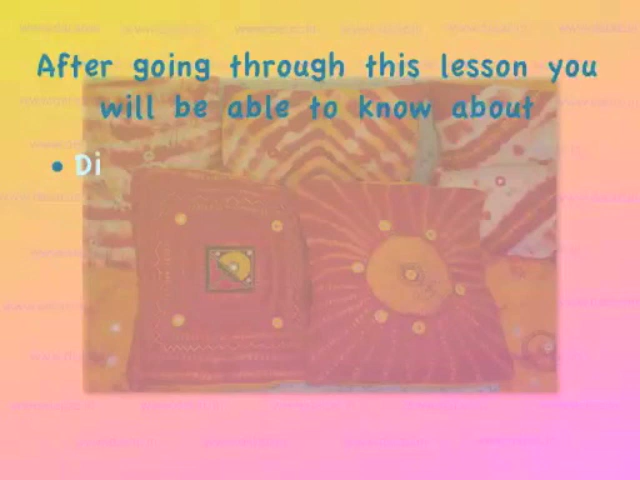 After going through this lesson you
will be able to know about
• Di